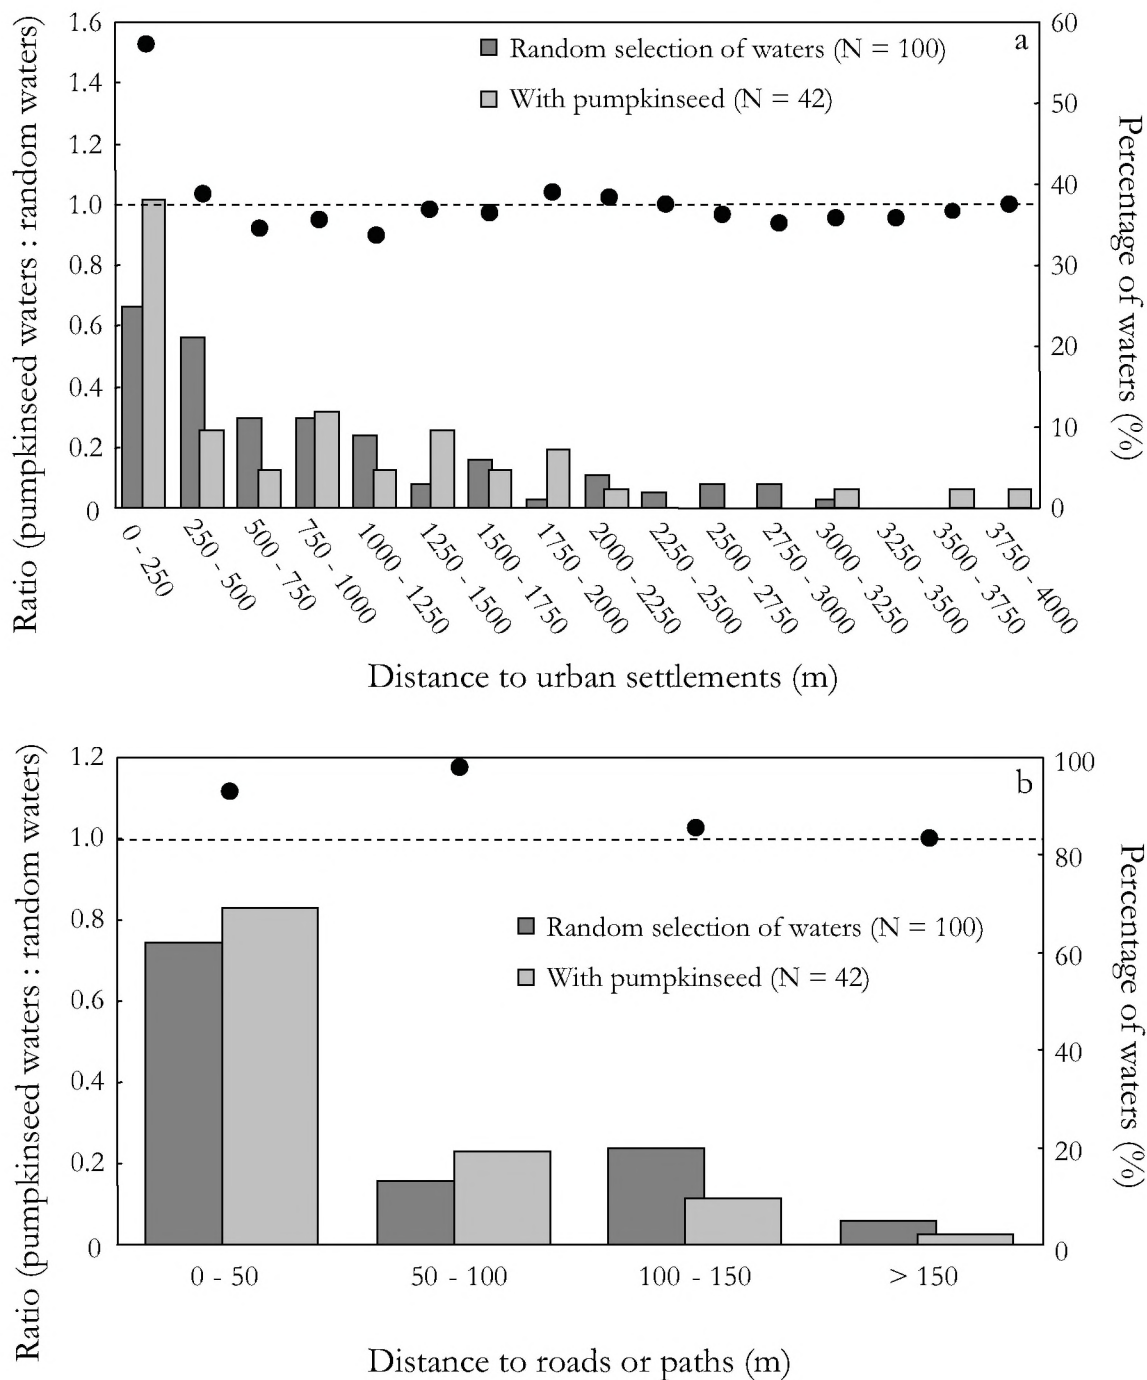 Ratio (pumpkinseed waters : random waters)
1.6
1.4
1.2
1.0
0.8
0.6
0.4
0.2
0
a
Random selection of waters (N = 100)
With pumpkinseed (N = 42)
60
50
40
30
20
10
0
Percentage of waters (%)
0 - 250
250 - 500
500 - 750
750 - 1000
1000 - 1250
1250 - 1500
1500 - 1750
1750 - 2000
2000 - 2250
2250 - 2500
2500 - 2750
2750 - 3000
3000 - 3250
3250 - 3500
3500 - 3750
3750 - 4000
Distance to urban settlements (m)
Ratio (pumpkinseed waters : random waters)
1.2
1.0
0.8
0.6
0.4
0.2
0
b
Random selection of waters (N = 100)
With pumpkinseed (N = 42)
100
80
60
40
20
0
Percentage of waters (%)
0 - 50
50 - 100
100 - 150
> 150
Distance to roads or paths (m)